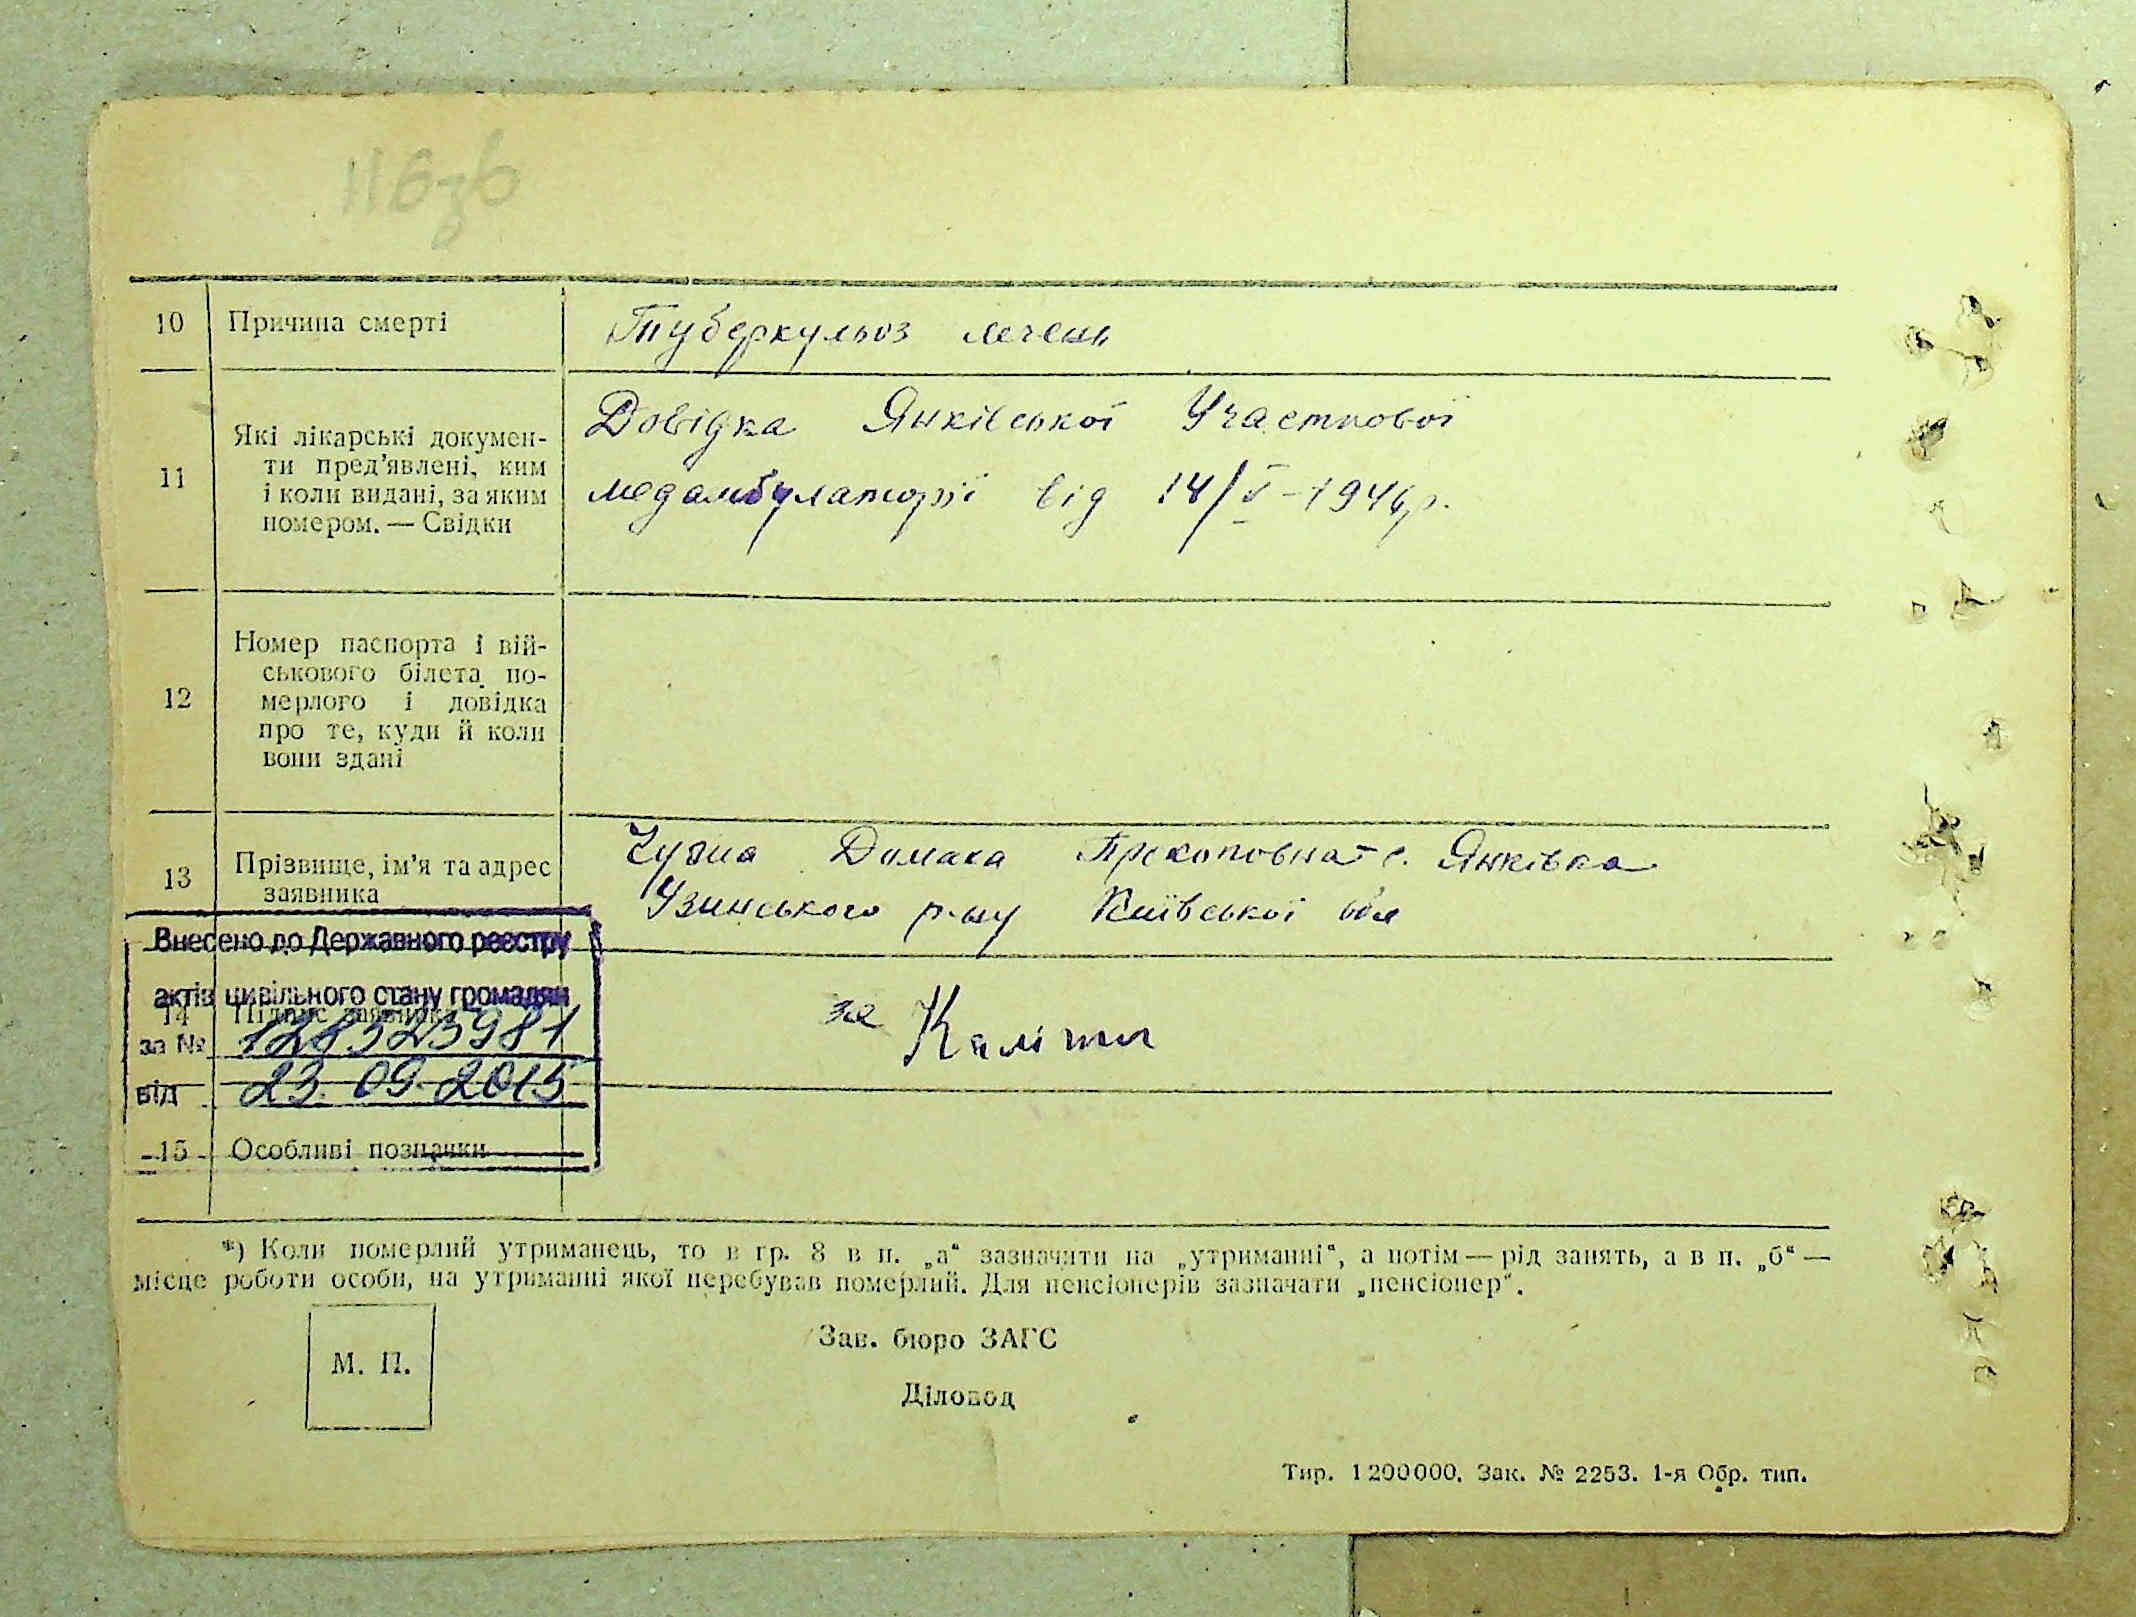 116зв
10 Причина смерті Туберкульоз легень
11 Які лікарські докумен-
ти пред'явлені, ким
і коли видані, за яким
номером. — Свідки
Довідка Янківської Участкової
медамбулаторії від 14/V-1946р.
12 Номер паспорта і вій-
ськового білета по-
мерлого і довідка
про те, куди й коли
вони здані
13 Прізвище, ім'я та адрес
заявника
Домаха Прокоповна с. Янківка
Узинського р-ну Київської обл
Внесено до Державного реєстру
актів цивільного стану громадян
14 Підпис заявника
за №
від 23.09.2015
за
15 Особливі позначки
*) Коли померлий утриманець, то в гр. 8 в п. „а“ зазначити на „утриманні“, а потім — рід занять, а в п. „б“ —
місце роботи особи, на утриманні якої перебував померлий. Для пенсіонерів зазначати „пенсіонер“.
М. П.
Зав. бюро ЗАГС
Діловод
Тир. 1200000. Зак. № 2253. 1-я Обр. тип.